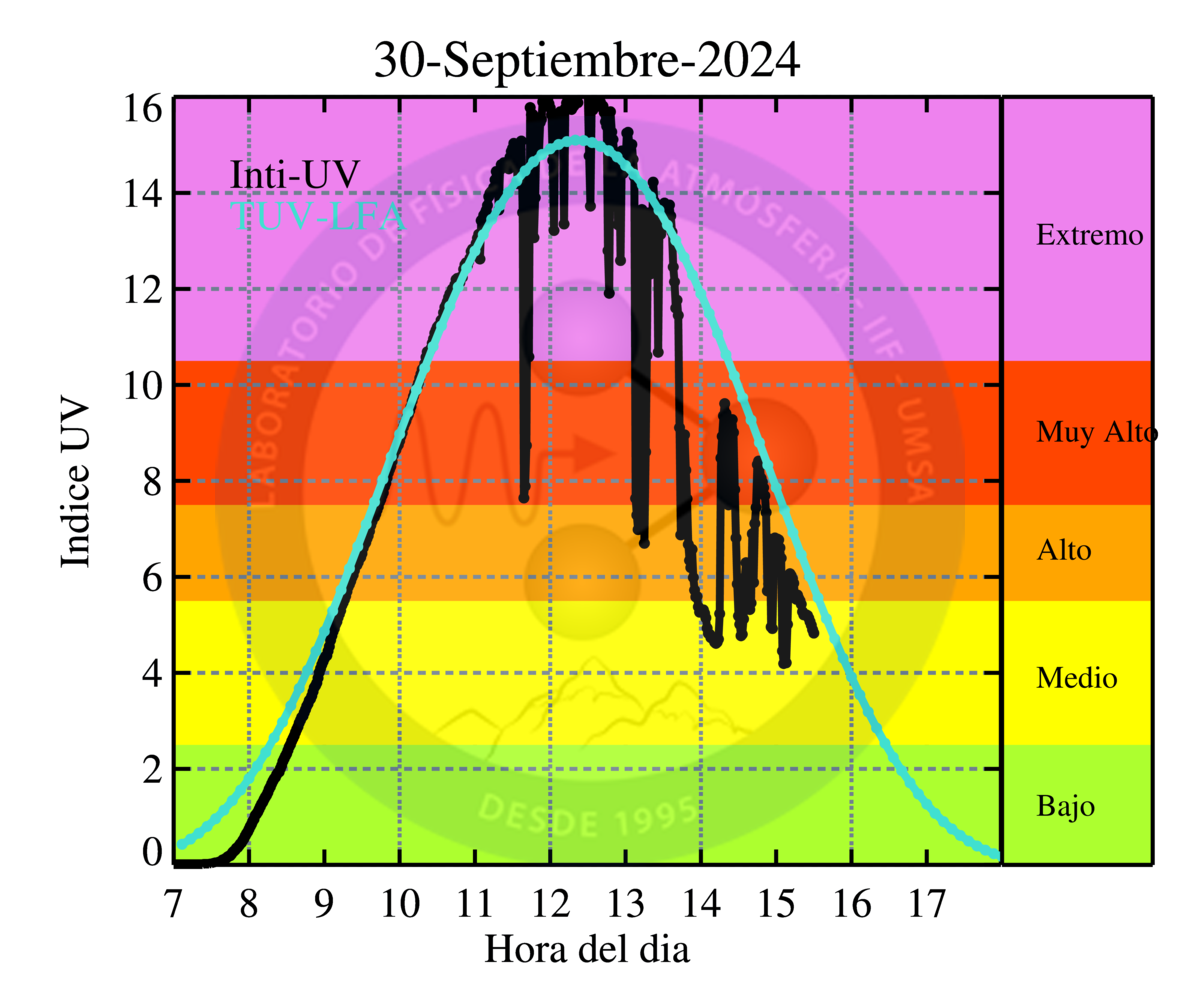 30-Septiembre-2024
Inti-UV
TUV-LFA
LABORATORIO DE FÍSICA DE LA ATMÓSFERA - IIF - UMSA
DESDE 1995
Indice UV
16
14
12
10
8
6
4
2
0
Extremo
Muy Alto
Alto
Medio
Bajo
7 8 9 10 11 12 13 14 15 16 17
Hora del dia